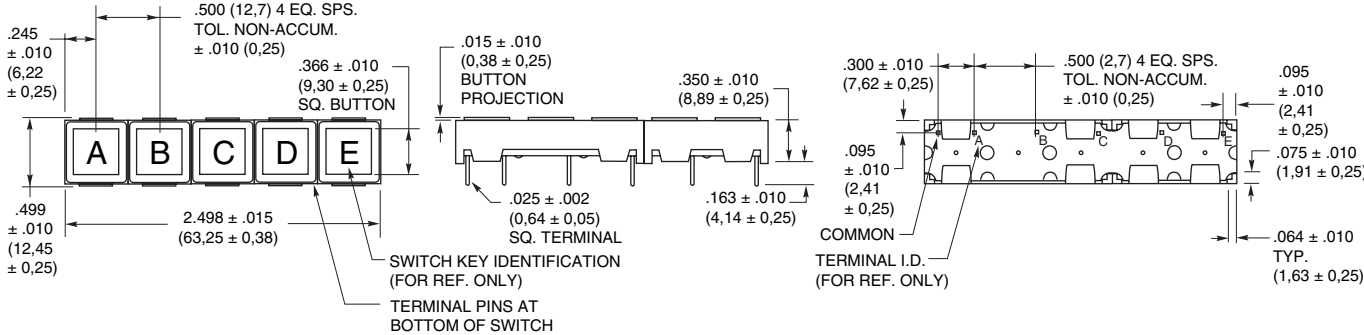 .500 (12,7) 4 EQ. SPS.
TOL. NON-ACCUM.
± .010 (0,25)
.245
± .010
(6,22
± 0,25)
.366 ± .010
(9,30 ± 0,25)
SQ. BUTTON
A B C D E
.499
± .010
(12,45
± 0,25)
2.498 ± .015
(63,25 ± 0,38)
SWITCH KEY IDENTIFICATION
(FOR REF. ONLY)
TERMINAL PINS AT
BOTTOM OF SWITCH
.015 ± .010
(0,38 ± 0,25)
BUTTON
PROJECTION
.350 ± .010
(8,89 ± 0,25)
.025 ± .002
(0,64 ± 0,05)
SQ. TERMINAL
.163 ± .010
(4,14 ± 0,25)
.300 ± .010
(7,62 ± 0,25)
.500 (2,7) 4 EQ. SPS.
TOL. NON-ACCUM.
± .010 (0,25)
.095
± .010
(2,41
± 0,25)
A B C D E
.095
± .010
(2,41
± 0,25)
.075 ± .010
(1,91 ± 0,25)
COMMON
TERMINAL I.D.
(FOR REF. ONLY)
.064 ± .010
TYP.
(1,63 ± 0,25)